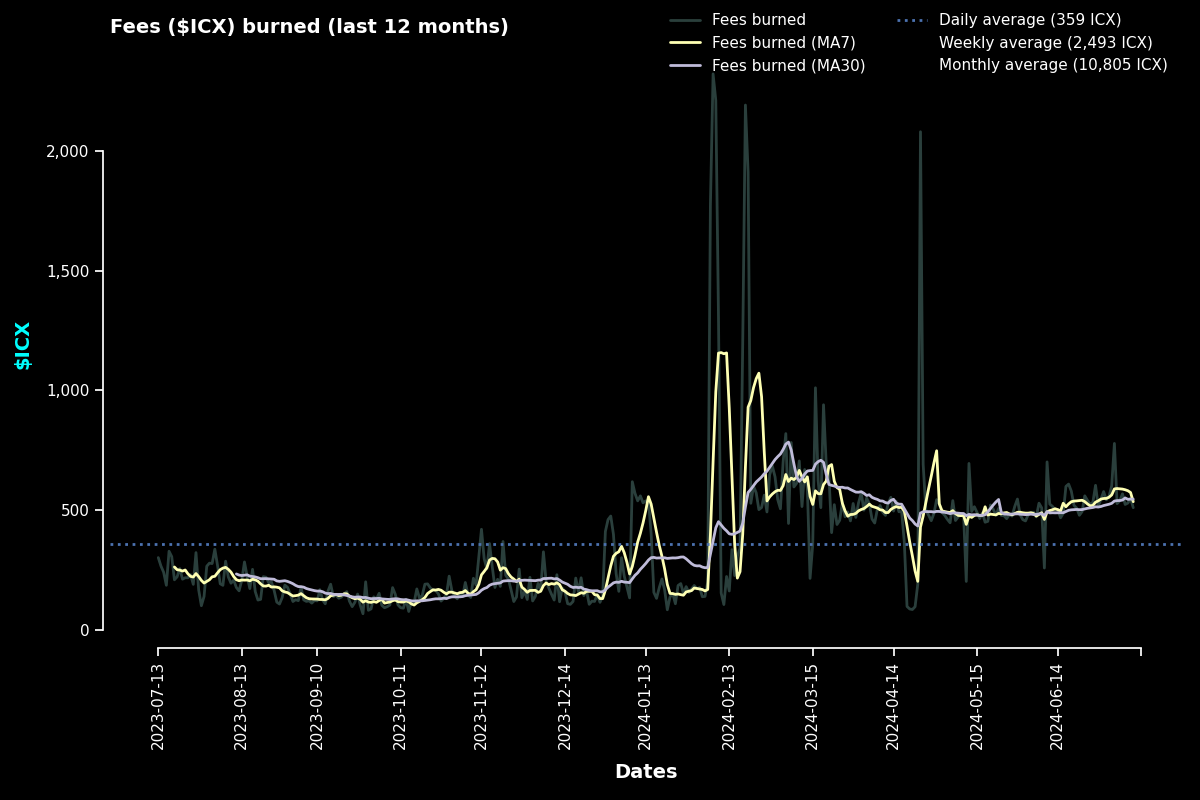 Fees ($ICX) burned (last 12 months)
Fees burned
Fees burned (MA7)
Fees burned (MA30)
Daily average (359 ICX)
Weekly average (2,493 ICX)
Monthly average (10,805 ICX)
2,000
1,500
1,000
500
0
$ICX
2023-07-13
2023-08-13
2023-09-10
2023-10-11
2023-11-12
2023-12-14
2024-01-13
2024-02-13
2024-03-15
2024-04-14
2024-05-15
2024-06-14
Dates